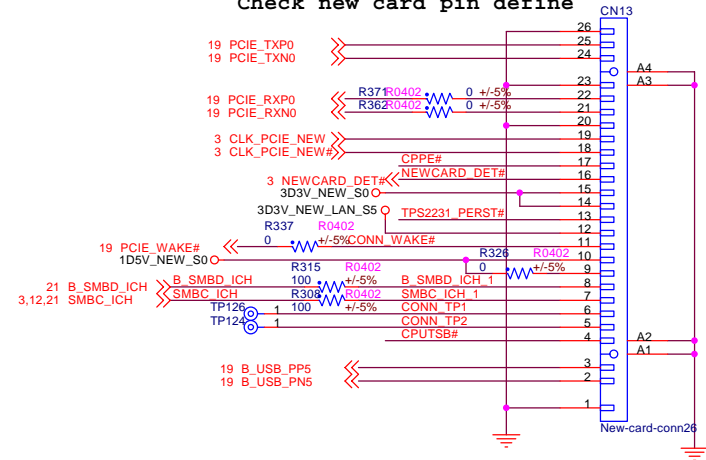 Check new card pin define
CN13
26
19 PCIE_TXP0 25
19 PCIE_TXN0 24
A4
23 A3
R371 R0402 0 +/-5% 22
19 PCIE_RXP0
R362 R0402 0 +/-5% 21
19 PCIE_RXN0
20
3 CLK_PCIE_NEW 19
3 CLK_PCIE_NEW# 18
CPPE# 17
3 NEWCARD_DET# NEWCARD_DET# 16
3D3V_NEW_S0 15
14
3D3V_NEW_LAN_S5 TPS2231_PERST# 13
12
R337 R0402
19 PCIE_WAKE# 0 +/-5% CONN_WAKE# 11
1D5V_NEW_S0 R326 R0402 10
R315 R0402 0 +/-5% 9
21 B_SMBD_ICH B_SMBD_ICH 100 +/-5% B_SMBD_ICH_1 8
3,12,21 SMBC_ICH SMBC_ICH R308 R0402 SMBC_ICH_1 7
TP126 1 100 +/-5% CONN_TP1 6
TP124 1 CONN_TP2 5
CPUTSB# 4 A2
A1
19 B_USB_PP5 3
19 B_USB_PN5 2
1
New-card-conn26